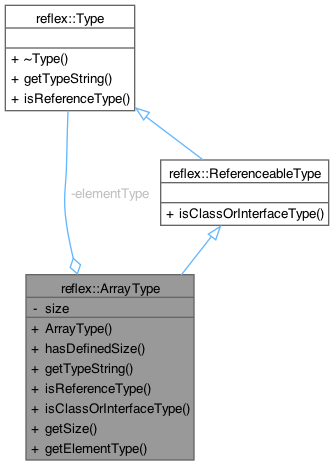 reflex::Type
+ ~Type()
+ getTypeString()
+ isReferenceType()
reflex::ReferenceableType
+ isClassOrInterfaceType()
-elementType
reflex::ArrayType
- size
+ ArrayType()
+ hasDefinedSize()
+ getTypeString()
+ isReferenceType()
+ isClassOrInterfaceType()
+ getSize()
+ getElementType()